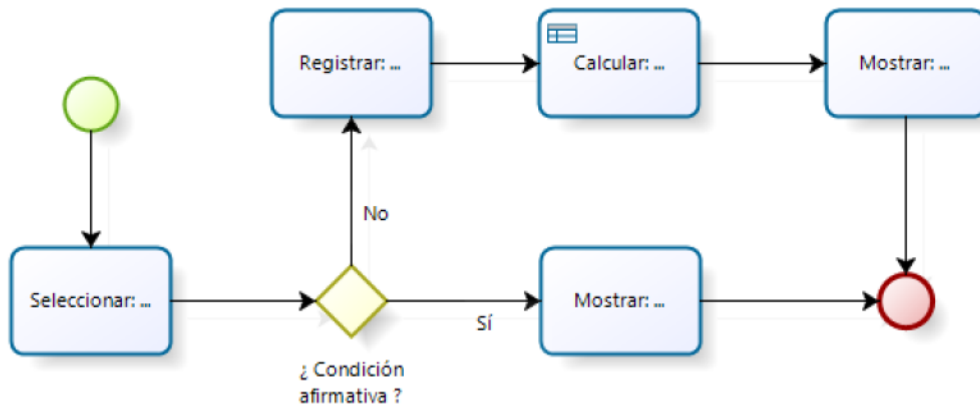 Registrar: ...
Calcular: ...
Mostrar: ...
No
Seleccionar: ...
Mostrar: ...
Sí
¿ Condición
afirmativa ?